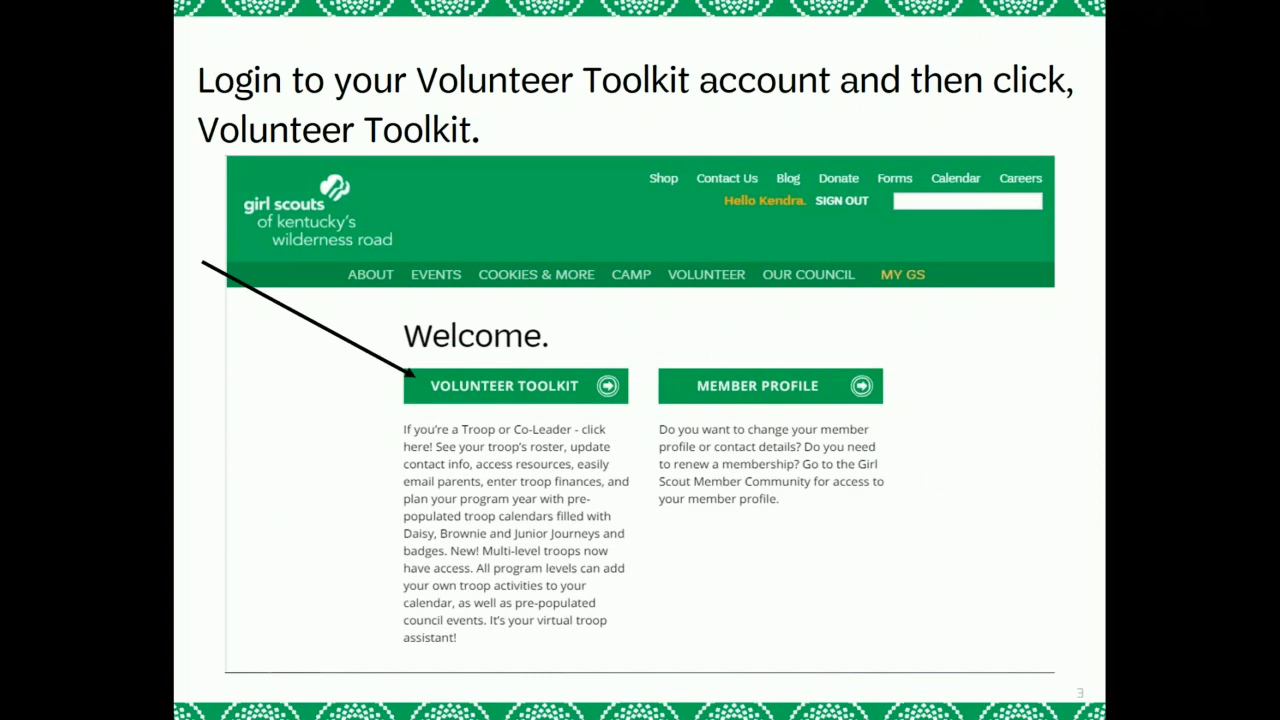 Login to your Volunteer Toolkit account and then click,
Volunteer Toolkit.
girl scouts
of kentucky's
wilderness road
Shop Contact Us Blog Donate Forms Calendar Careers
Hello Kendra. SIGN OUT
ABOUT EVENTS COOKIES & MORE CAMP VOLUNTEER OUR COUNCIL MY GS
Welcome.
VOLUNTEER TOOLKIT
If you're a Troop or Co-Leader - click
here! See your troop's roster, update
contact info, access resources, easily
email parents, enter troop finances, and
plan your program year with pre-
populated troop calendars filled with
Daisy, Brownie and Junior Journeys and
badges. New! Multi-level troops now
have access. All program levels can add
your own troop activities to your
calendar, as well as pre-populated
council events. It's your virtual troop
assistant!
MEMBER PROFILE
Do you want to change your member
profile or contact details? Do you need
to renew a membership? Go to the Girl
Scout Member Community for access to
your member profile.
3